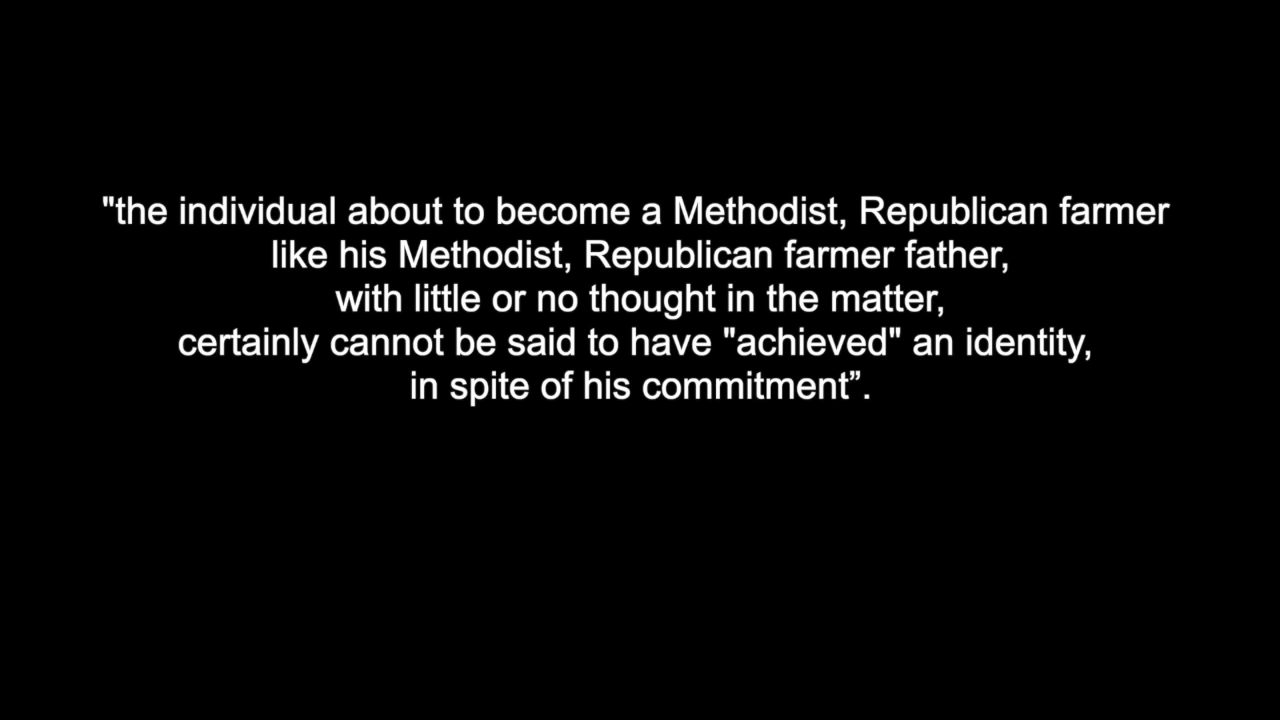 "the individual about to become a Methodist, Republican farmer
like his Methodist, Republican farmer father,
with little or no thought in the matter,
certainly cannot be said to have "achieved" an identity,
in spite of his commitment”.